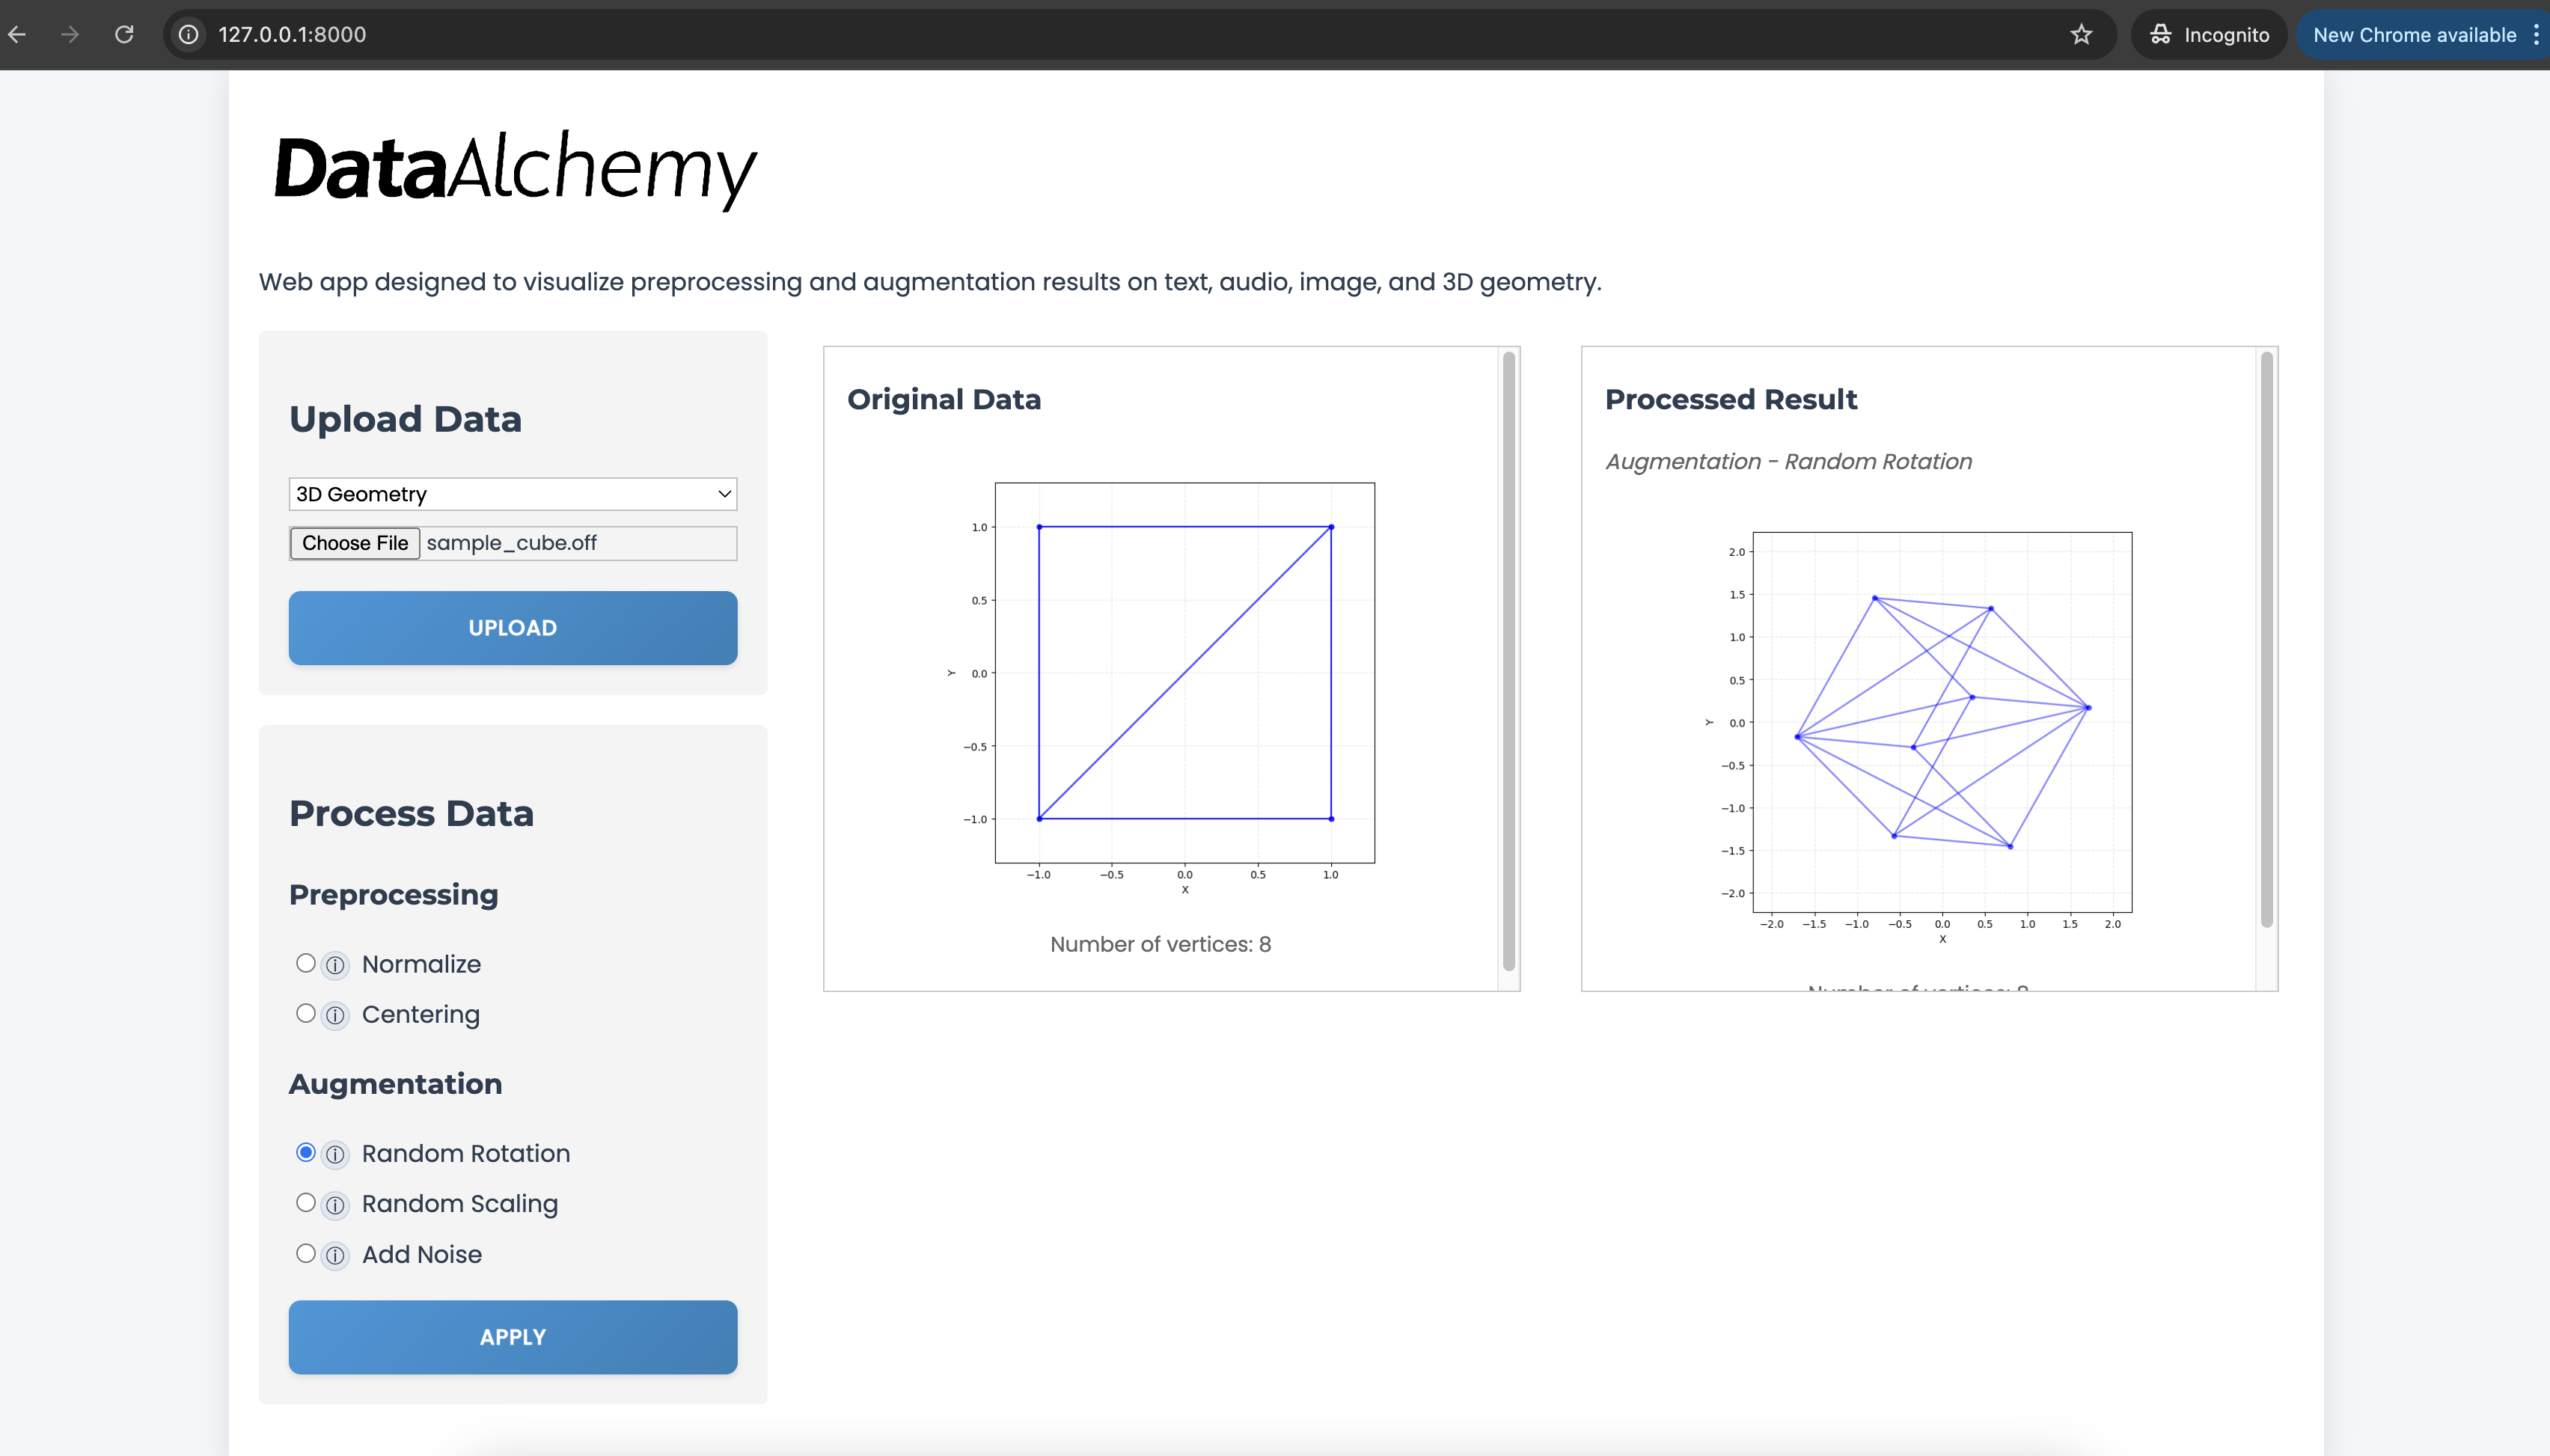 127.0.0.1:8000
Incognito
New Chrome available
DataAlchemy
Web app designed to visualize preprocessing and augmentation results on text, audio, image, and 3D geometry.
Upload Data
3D Geometry
Choose File sample_cube.off
UPLOAD
Process Data
Preprocessing
Normalize
Centering
Augmentation
Random Rotation
Random Scaling
Add Noise
APPLY
Original Data
1.0
0.5
Y 0.0
−0.5
−1.0
−1.0 −0.5 0.0 0.5 1.0
X
Number of vertices: 8
Processed Result
Augmentation - Random Rotation
2.0
1.5
1.0
0.5
Y 0.0
−0.5
−1.0
−1.5
−2.0
−2.0 −1.5 −1.0 −0.5 0.0 0.5 1.0 1.5 2.0
X
Number of vertices: 8